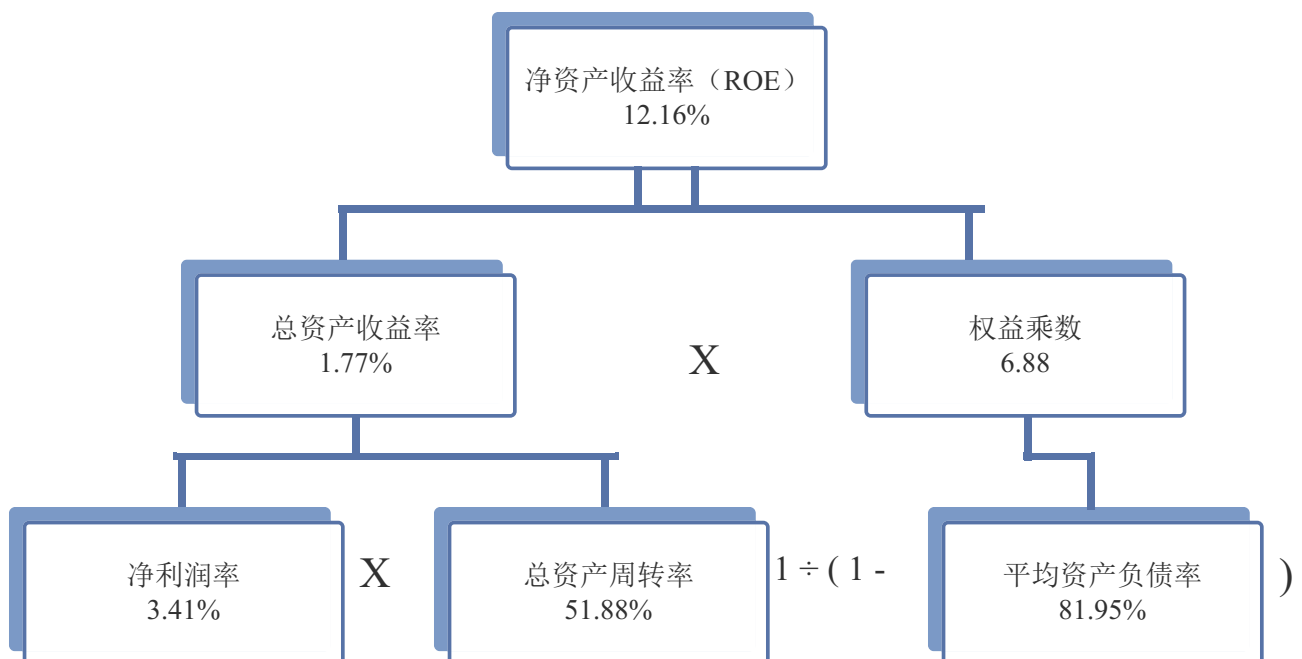 净资产收益率（ROE）
12.16%
总资产收益率
1.77%
X
权益乘数
6.88
净利润率
3.41%
X
总资产周转率
51.88%
1 ÷ ( 1 -
平均资产负债率
81.95%
)